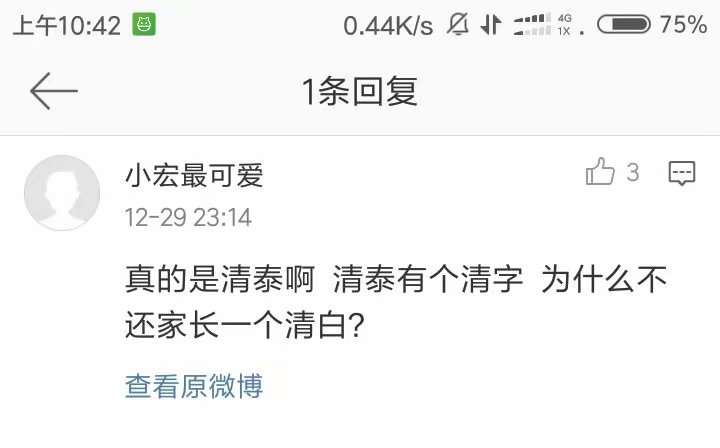 上午10:42 0.44K/s 4G 1X 75%
1条回复
小宏最可爱 3
12-29 23:14
真的是清泰啊 清泰有个清字 为什么不
还家长一个清白?
查看原微博